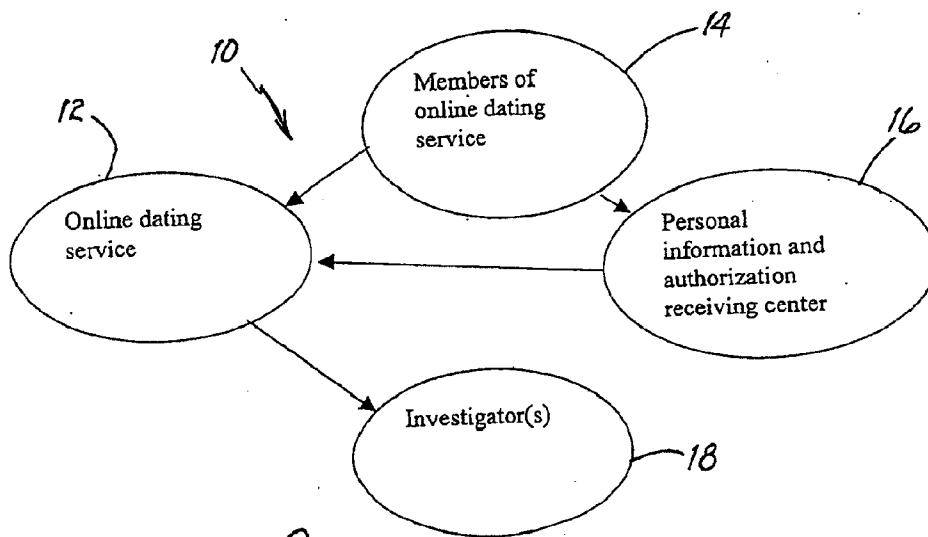 10
14
Members of
online dating
service
12
16
Online dating
service
Personal
information and
authorization
receiving center
Investigator(s)
18